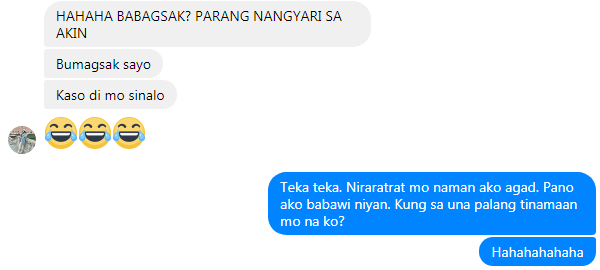 HAHAHA BABAGSAK? PARANG NANGYARI SA
AKIN
Bumagsak sayo
Kaso di mo sinalo
😂😂😂
Teka teka. Niraratrat mo naman ako agad. Pano
ako babawi niyan. Kung sa una palang tinamaan
mo na ko?
Hahahahahaha